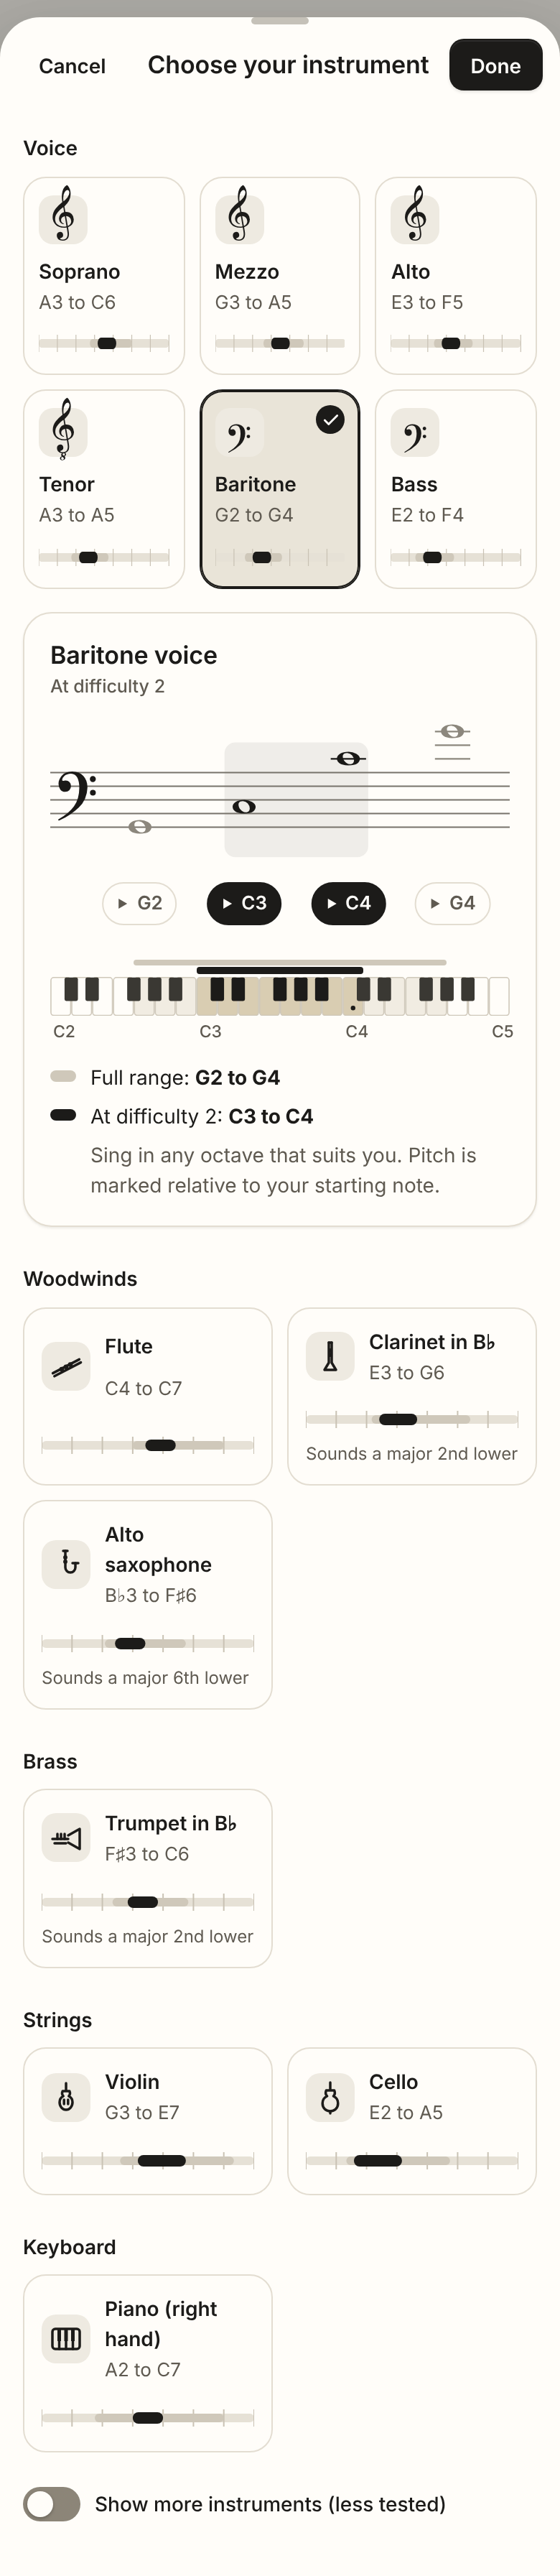 Cancel
Choose your instrument
Done
Voice
Soprano
A3 to C6
Mezzo
G3 to A5
Alto
E3 to F5
Tenor
A3 to A5
Baritone
G2 to G4
Bass
E2 to F4
Baritone voice
At difficulty 2
G2
C3
C4
G4
C2
C3
C4
C5
Full range: G2 to G4
At difficulty 2: C3 to C4
Sing in any octave that suits you. Pitch is
marked relative to your starting note.
Woodwinds
Flute
C4 to C7
Clarinet in B♭
E3 to G6
Sounds a major 2nd lower
Alto
saxophone
B♭3 to F♯6
Sounds a major 6th lower
Brass
Trumpet in B♭
F♯3 to C6
Sounds a major 2nd lower
Strings
Violin
G3 to E7
Cello
E2 to A5
Keyboard
Piano (right
hand)
A2 to C7
Show more instruments (less tested)